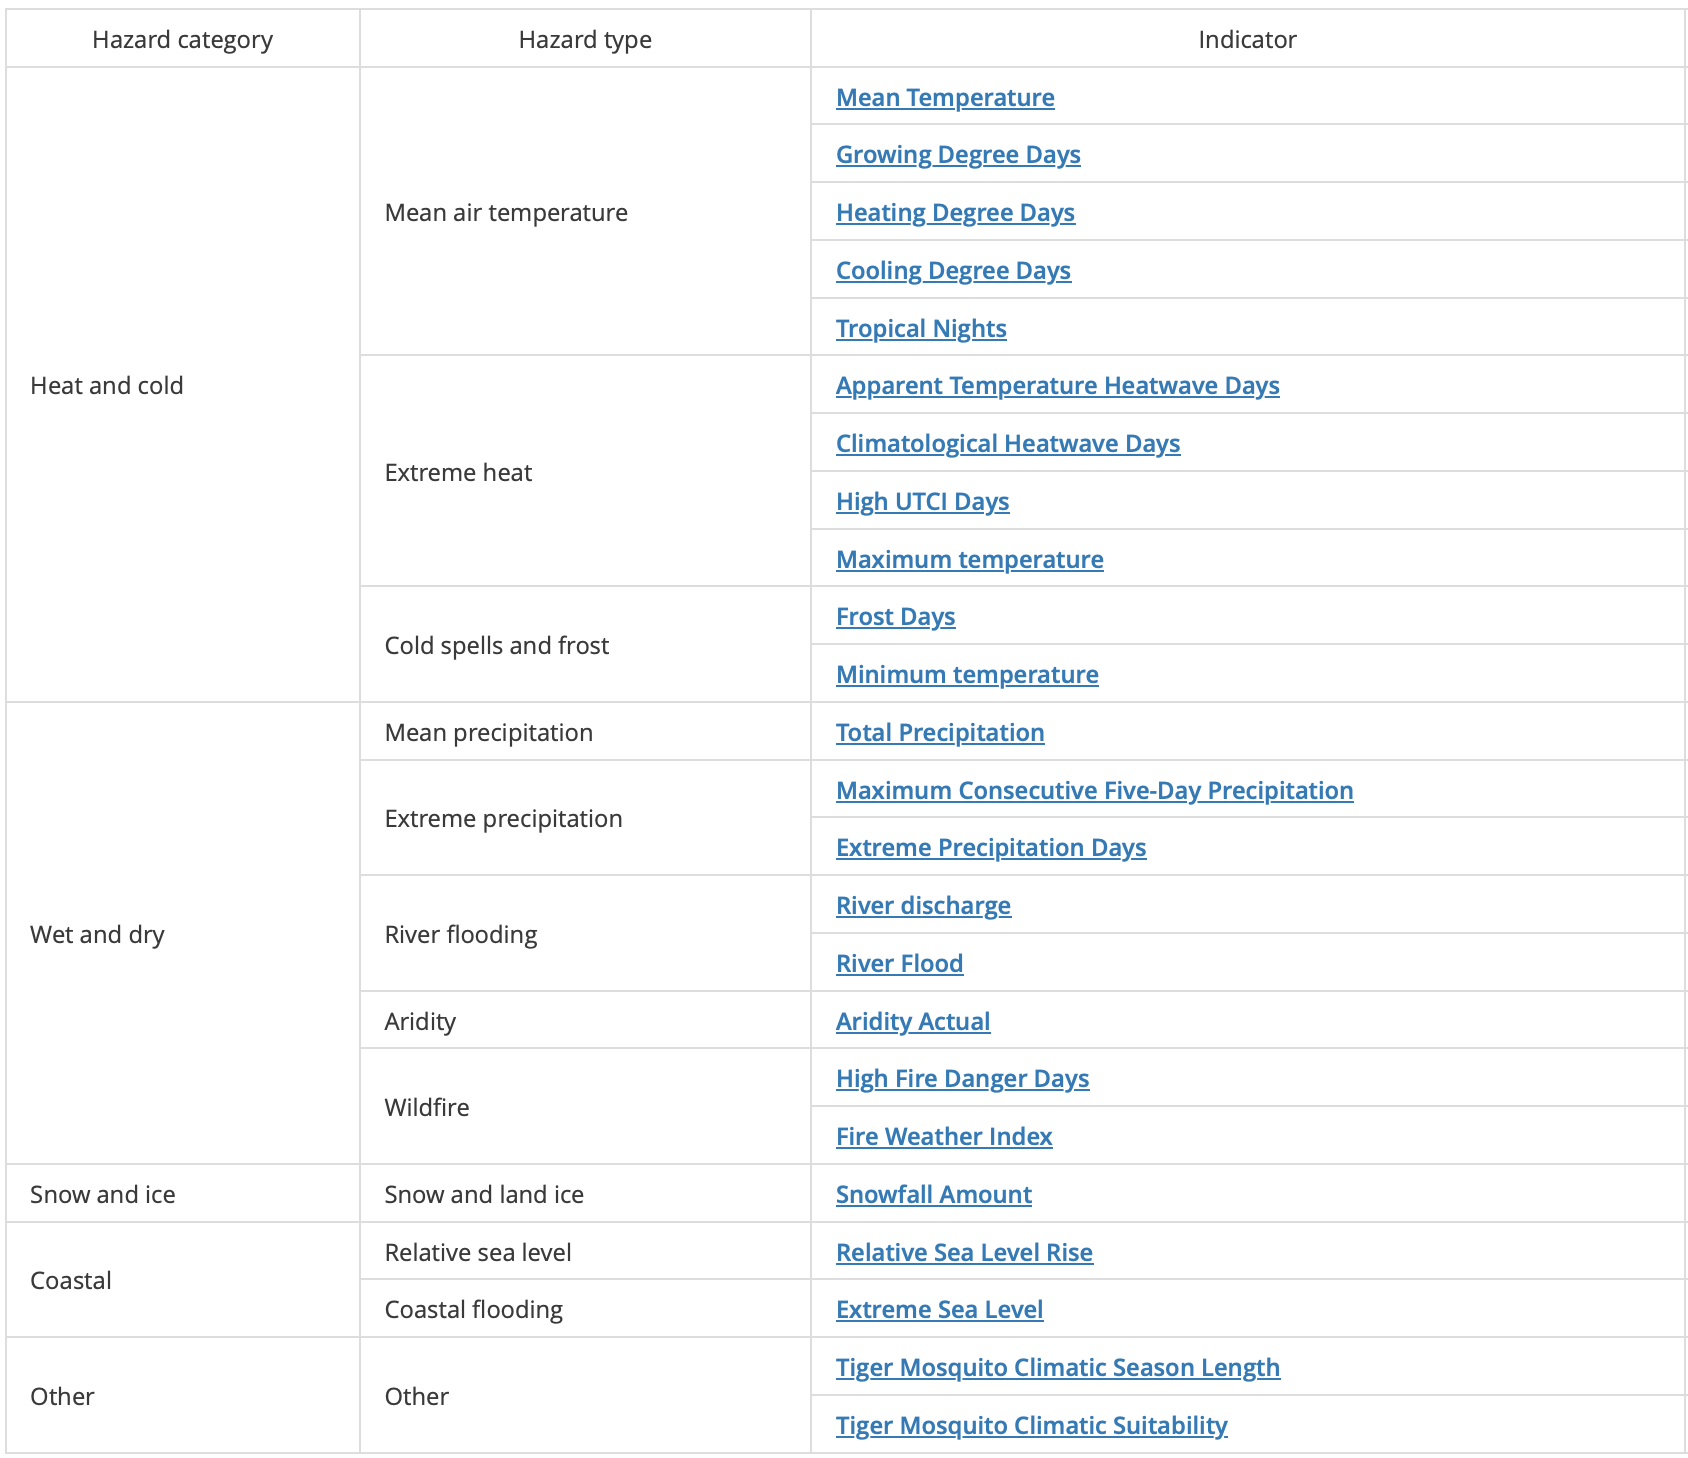 Hazard category Hazard type Indicator
Mean Temperature
Growing Degree Days
Mean air temperature Heating Degree Days
Cooling Degree Days
Tropical Nights
Heat and cold Apparent Temperature Heatwave Days
Climatological Heatwave Days
Extreme heat
High UTCI Days
Maximum temperature
Frost Days
Cold spells and frost
Minimum temperature
Mean precipitation Total Precipitation
Maximum Consecutive Five-Day Precipitation
Extreme precipitation
Extreme Precipitation Days
River discharge
Wet and dry River flooding
River Flood
Aridity Aridity Actual
High Fire Danger Days
Wildfire
Fire Weather Index
Snow and ice Snow and land ice Snowfall Amount
Relative sea level Relative Sea Level Rise
Coastal
Coastal flooding Extreme Sea Level
Tiger Mosquito Climatic Season Length
Other Other
Tiger Mosquito Climatic Suitability